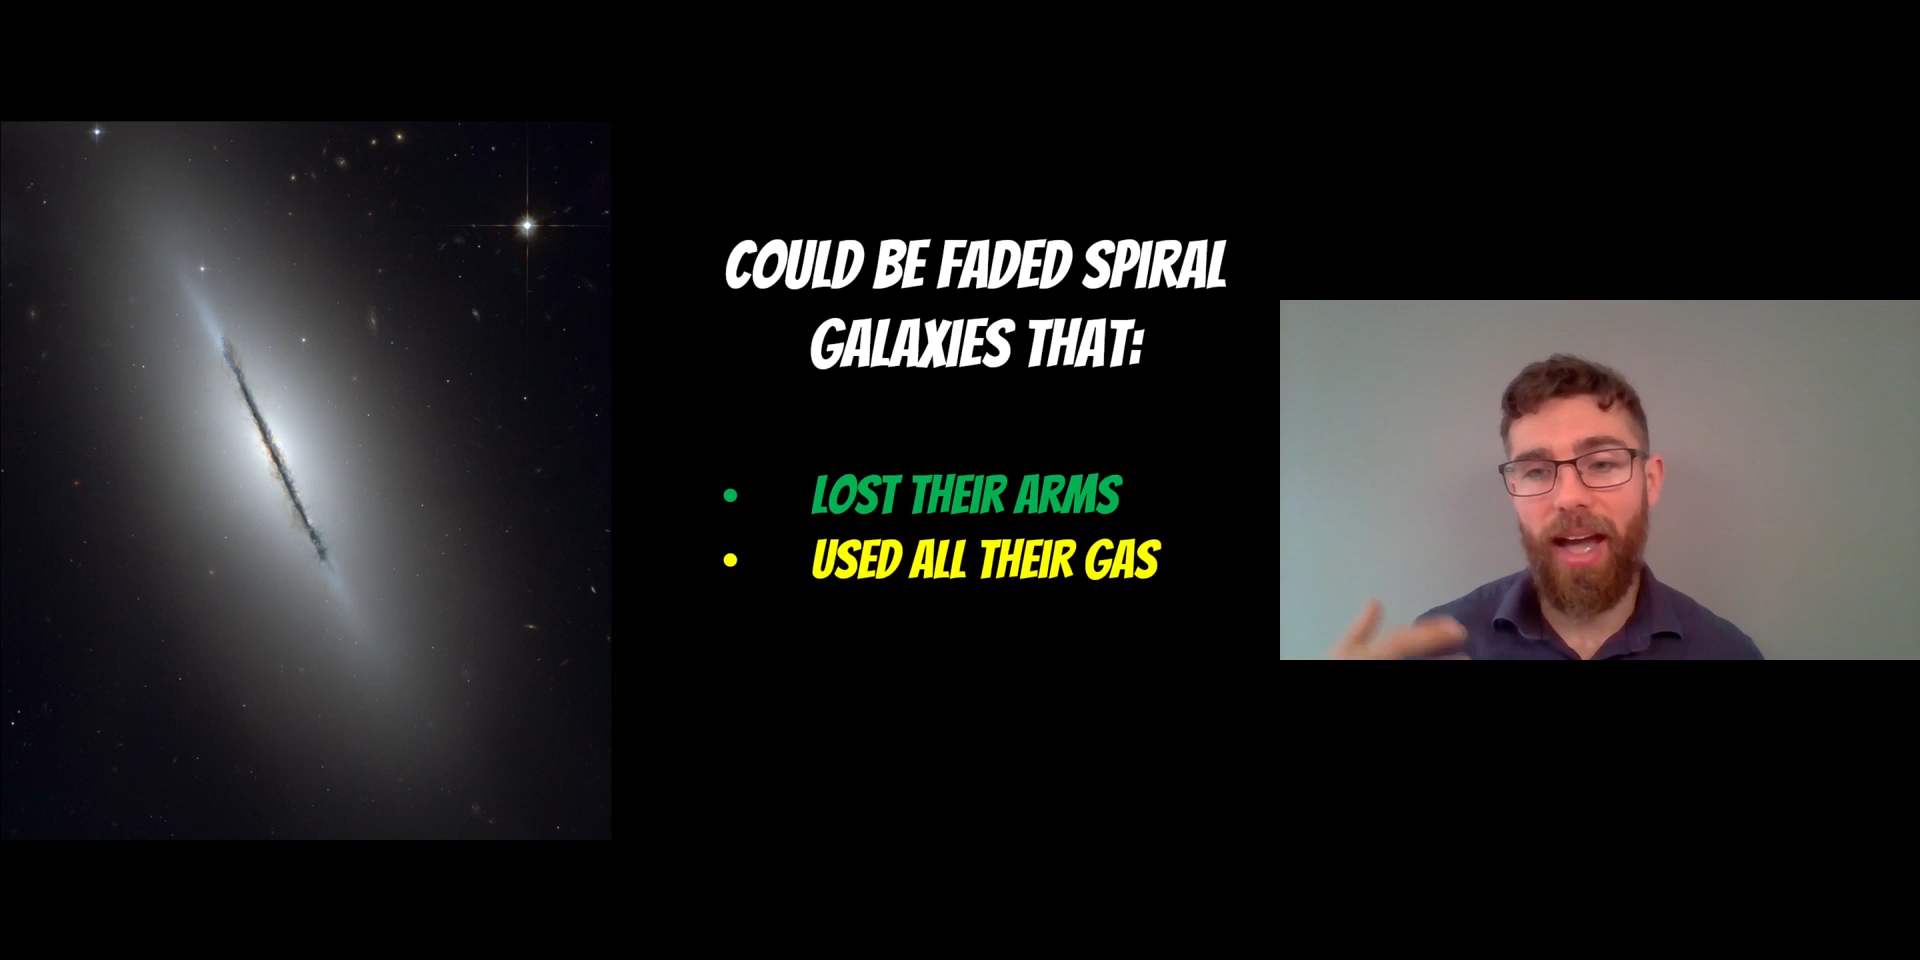 COULD BE FADED SPIRAL
GALAXIES THAT:
• LOST THEIR ARMS
• USED ALL THEIR GAS